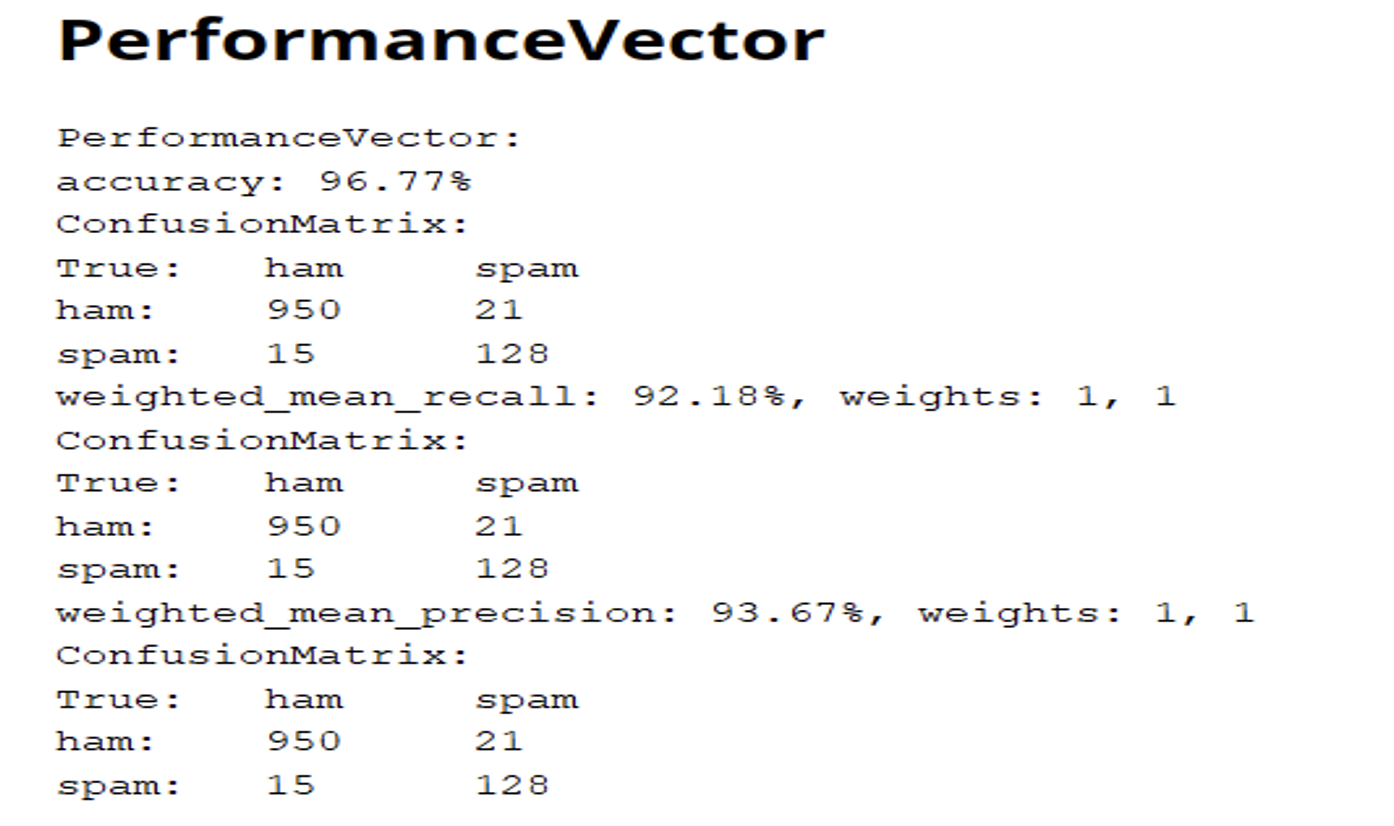 PerformanceVector
PerformanceVector:
accuracy: 96.77%
ConfusionMatrix:
True: ham spam
ham: 950 21
spam: 15 128
weighted_mean_recall: 92.18%, weights: 1, 1
ConfusionMatrix:
True: ham spam
ham: 950 21
spam: 15 128
weighted_mean_precision: 93.67%, weights: 1, 1
ConfusionMatrix:
True: ham spam
ham: 950 21
spam: 15 128